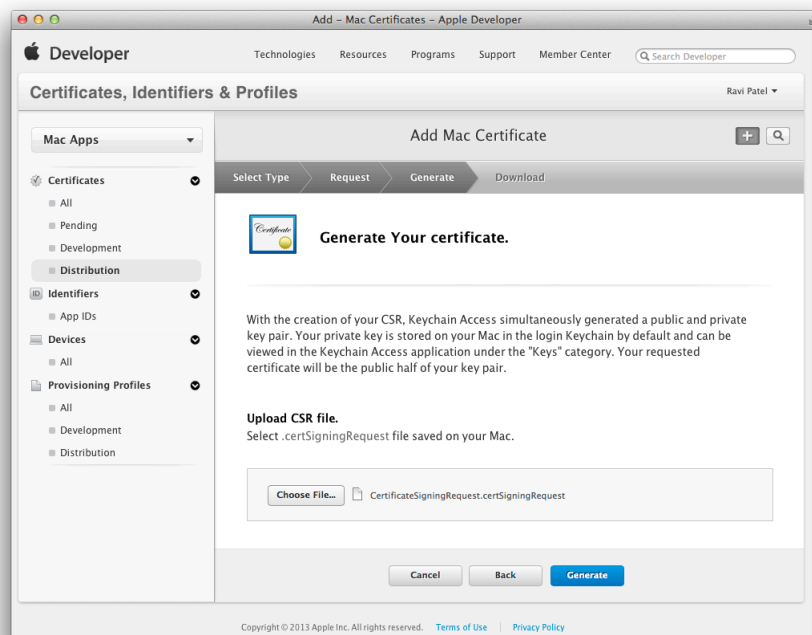 Add – Mac Certificates – Apple Developer
Developer
Technologies Resources Programs Support Member Center Search Developer
Certificates, Identifiers & Profiles
Ravi Patel
Mac Apps
Add Mac Certificate
Select Type Request Generate Download
Certificates
All
Pending
Development
Distribution
ID Identifiers
App IDs
Devices
All
Provisioning Profiles
All
Development
Distribution
Certificate
Generate Your certificate.
With the creation of your CSR, Keychain Access simultaneously generated a public and private
key pair. Your private key is stored on your Mac in the login Keychain by default and can be
viewed in the Keychain Access application under the "Keys" category. Your requested
certificate will be the public half of your key pair.
Upload CSR file.
Select .certSigningRequest file saved on your Mac.
Choose File... CertificateSigningRequest.certSigningRequest
Cancel Back Generate
Copyright © 2013 Apple Inc. All rights reserved. Terms of Use Privacy Policy